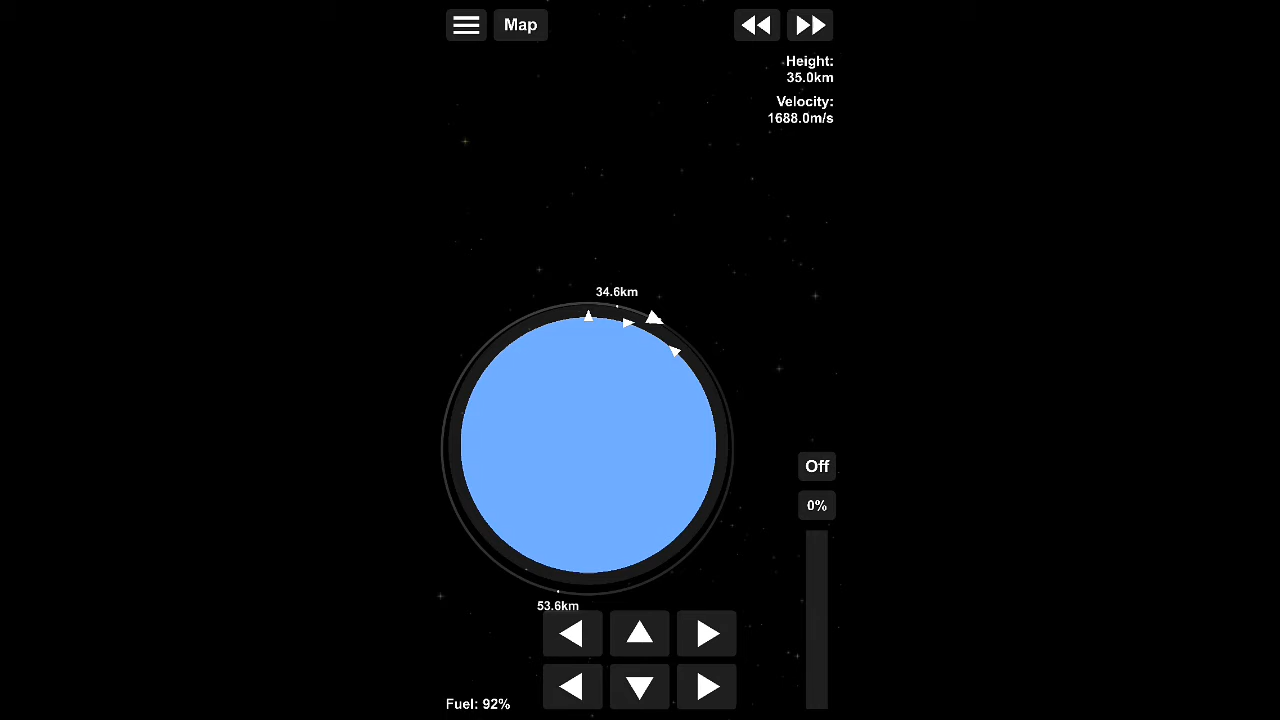 Map
Height:
35.0km
Velocity:
1688.0m/s
34.6km
Off
0%
53.6km
Fuel: 92%